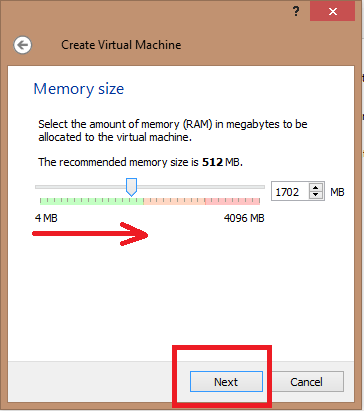 ?
Create Virtual Machine
Memory size
Select the amount of memory (RAM) in megabytes to be
allocated to the virtual machine.
The recommended memory size is 512 MB.
1702 MB
4 MB 4096 MB
Next Cancel